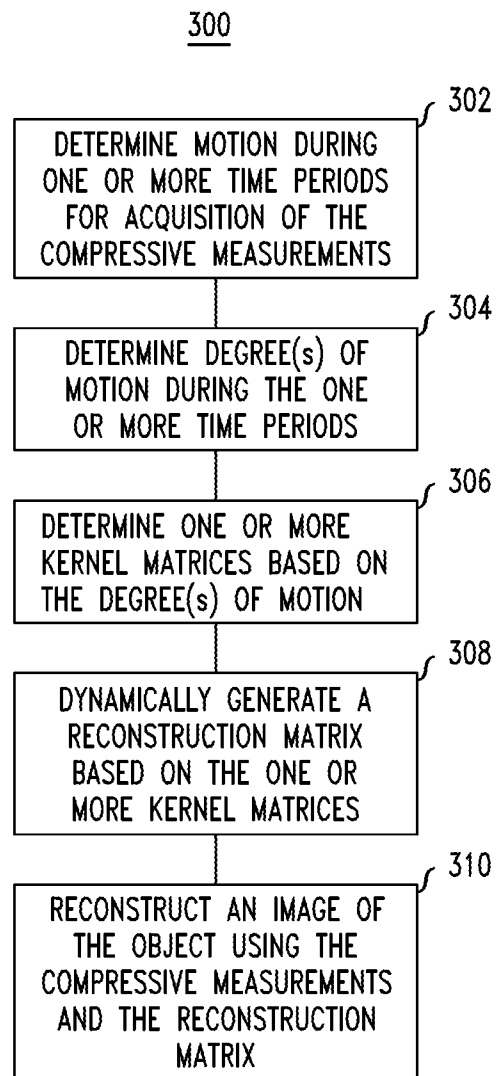 300
302
DETERMINE MOTION DURING
ONE OR MORE TIME PERIODS
FOR ACQUISITION OF THE
COMPRESSIVE MEASUREMENTS
304
DETERMINE DEGREE(s) OF
MOTION DURING THE ONE
OR MORE TIME PERIODS
306
DETERMINE ONE OR MORE
KERNEL MATRICES BASED ON
THE DEGREE(s) OF MOTION
308
DYNAMICALLY GENERATE A
RECONSTRUCTION MATRIX
BASED ON THE ONE OR
MORE KERNEL MATRICES
310
RECONSTRUCT AN IMAGE OF
THE OBJECT USING THE
COMPRESSIVE MEASUREMENTS
AND THE RECONSTRUCTION
MATRIX